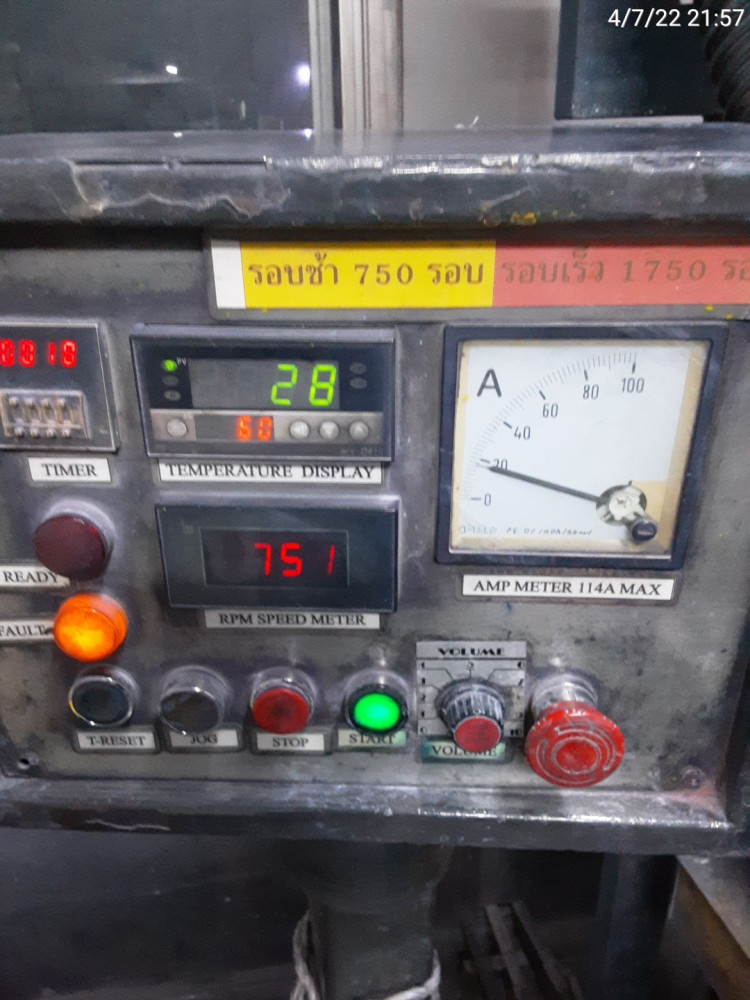 4/7/22 21:57
รอบช้า 750 รอบ รอบเร็ว 1750
0018
TIMER
PV
28
60
TEMPERATURE DISPLAY
751
RPM SPEED METER
A
0 20 40 60 80 100
AMP METER 114A MAX
READY
FAULT
T-RESET
JOG
STOP
START
VOLUME
VOLUME